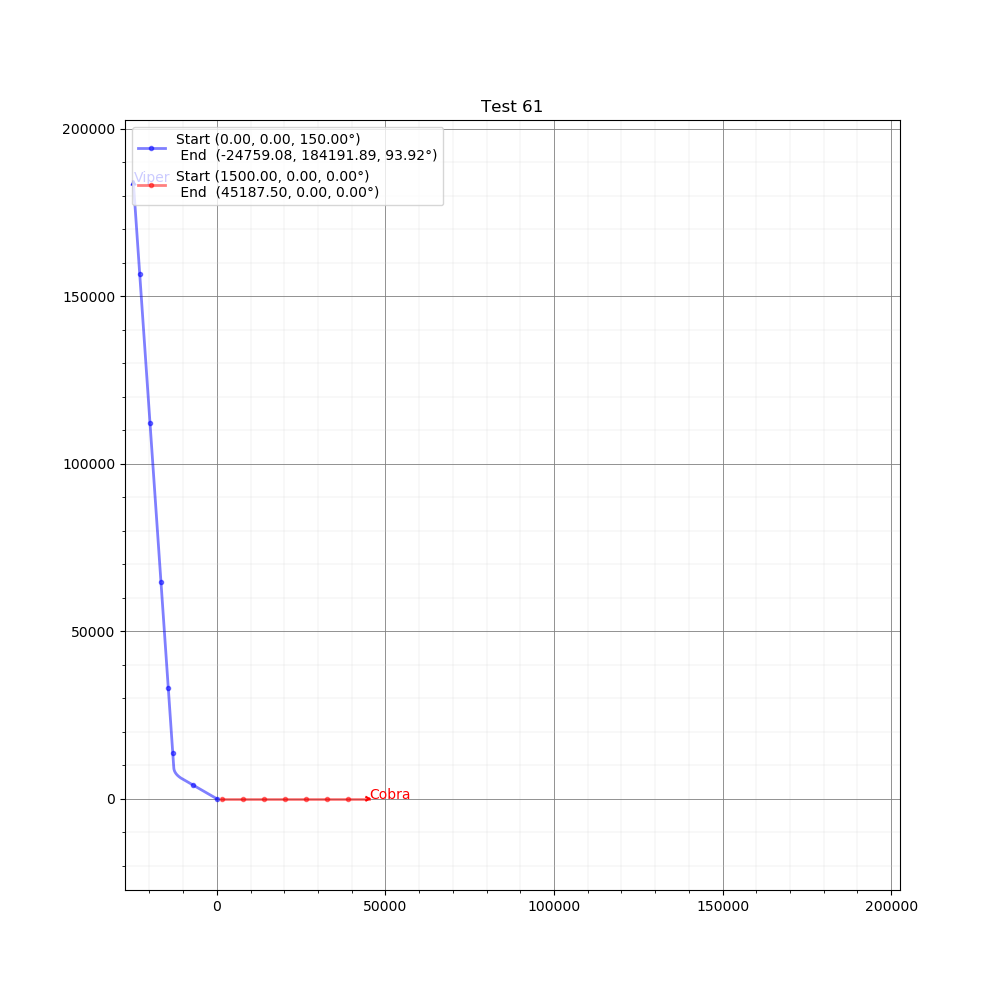 Test 61
200000
150000
100000
50000
0
Start (0.00, 0.00, 150.00°)
End (-24759.08, 184191.89, 93.92°)
Start (1500.00, 0.00, 0.00°)
End (45187.50, 0.00, 0.00°)
Viper
Cobra
0
50000
100000
150000
200000